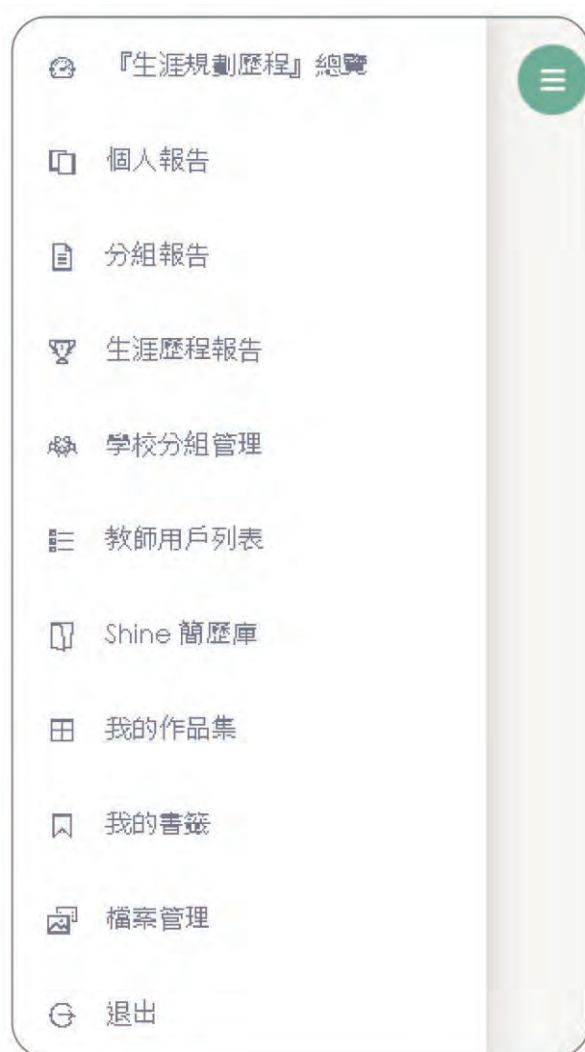 『生涯規劃歷程』總覽
個人報告
分組報告
生涯歷程報告
學校分組管理
教師用戶列表
Shine 簡歷庫
我的作品集
我的書籤
檔案管理
退出